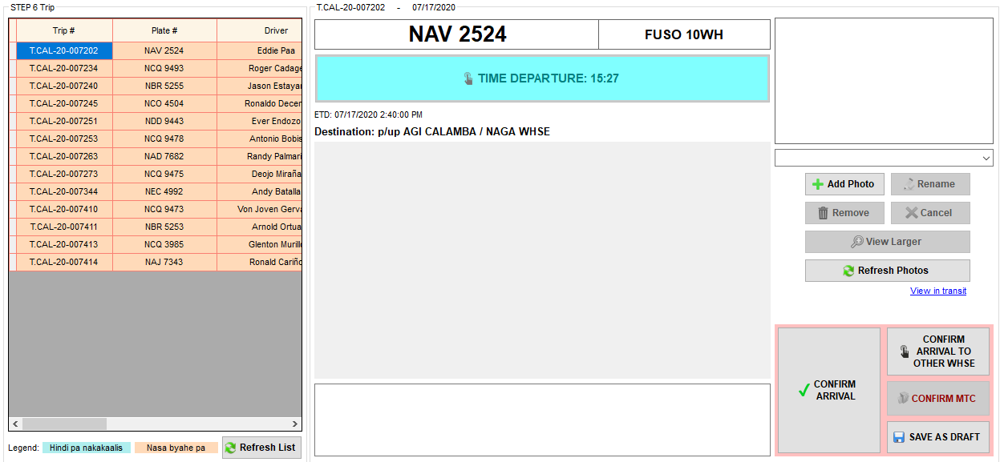 STEP 6 Trip
Trip # Plate # Driver
T.CAL-20-007202 NAV 2524 Eddie Paa
T.CAL-20-007234 NCQ 9493 Roger Cadage
T.CAL-20-007240 NBR 5255 Jason Estayar
T.CAL-20-007245 NCO 4504 Ronaldo Decen
T.CAL-20-007251 NDD 9443 Ever Endozo
T.CAL-20-007253 NCQ 9478 Antonio Bobis
T.CAL-20-007263 NAD 7682 Randy Palmari
T.CAL-20-007273 NCQ 9475 Deojo Miraña
T.CAL-20-007344 NEC 4992 Andy Batalla
T.CAL-20-007410 NCQ 9473 Von Joven Gerva
T.CAL-20-007411 NBR 5253 Arnold Ortua
T.CAL-20-007413 NCQ 3985 Glenton Murill
T.CAL-20-007414 NAJ 7343 Ronald Cariño
Legend: Hindi pa nakakaalis Nasa byahe pa Refresh List
T.CAL-20-007202 - 07/17/2020
NAV 2524 FUSO 10WH
TIME DEPARTURE: 15:27
ETD: 07/17/2020 2:40:00 PM
Destination: p/up AGI CALAMBA / NAGA WHSE
Add Photo Rename
Remove Cancel
View Larger
Refresh Photos
View in transit
CONFIRM
ARRIVAL
CONFIRM
ARRIVAL TO
OTHER WHSE
CONFIRM MTC
SAVE AS DRAFT